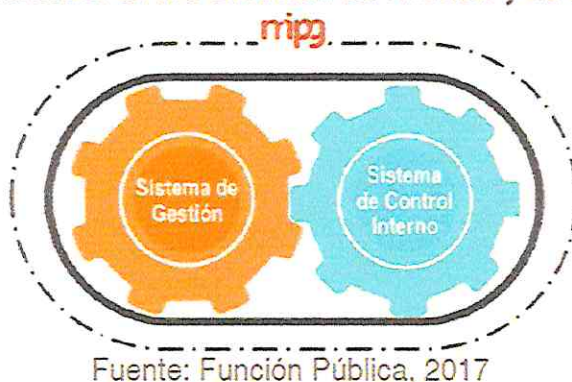 mipg
Sistema de
Gestión
Sistema
de Control
Interno
Fuente: Función Pública, 2017